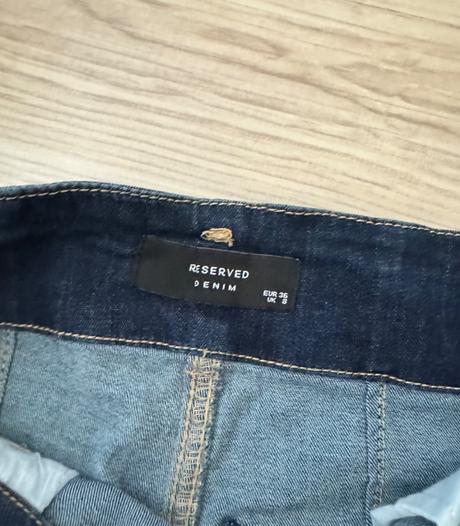 RESERVED
DENIM
EUR 36
UK 8